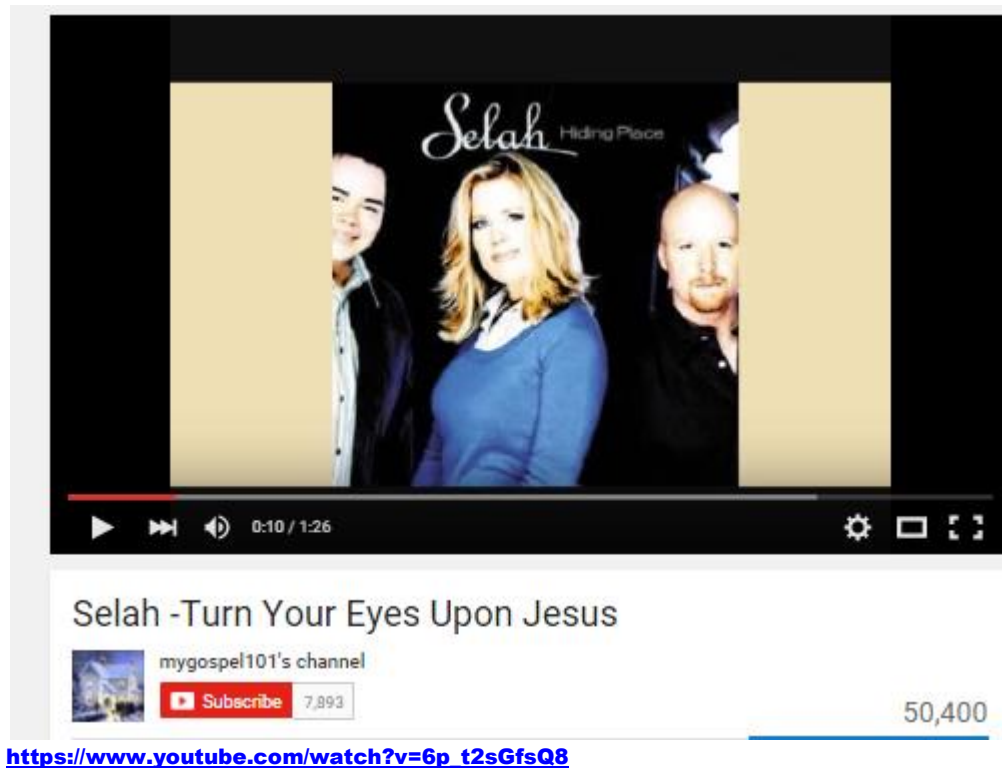 Selah Hiding Place
0:10 / 1:26
Selah -Turn Your Eyes Upon Jesus
mygospel101's channel
Subscribe 7,893
50,400
https://www.youtube.com/watch?v=6p_t2sGfsQ8